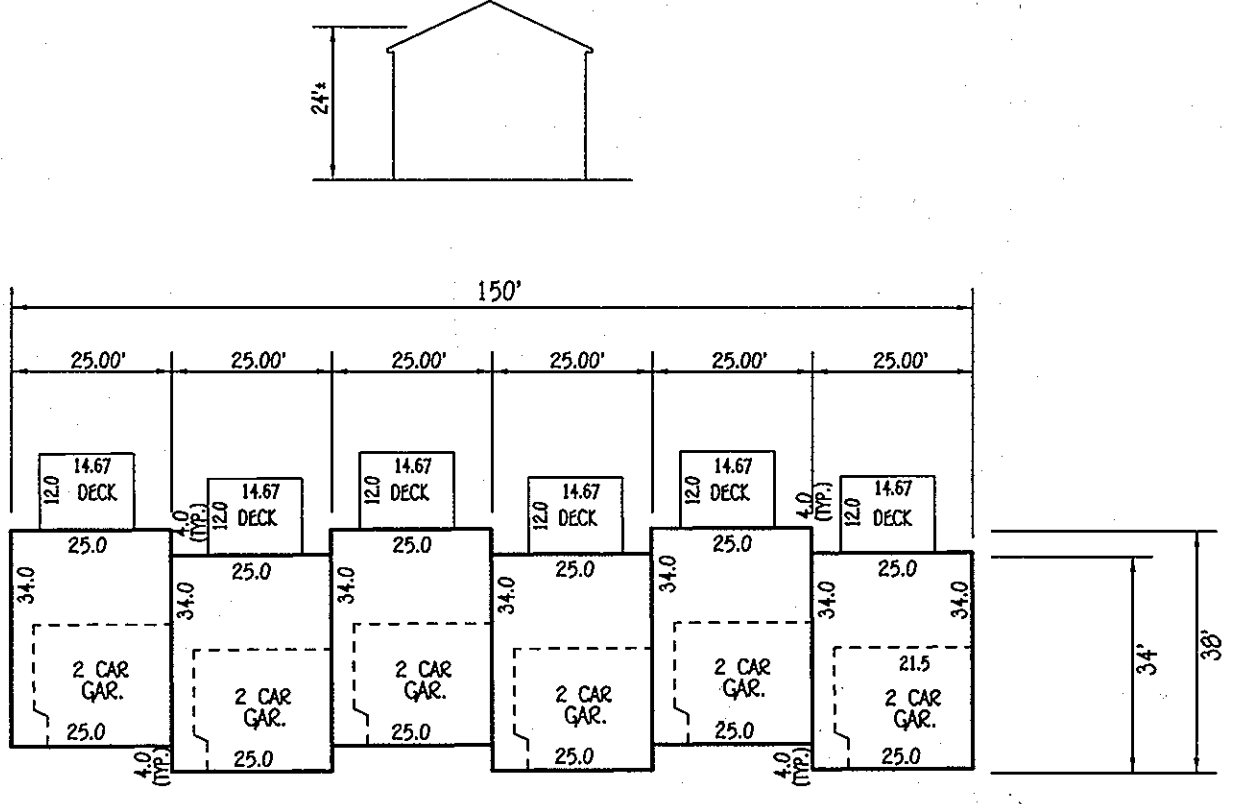 24'±
150'
25.00' 25.00' 25.00' 25.00' 25.00' 25.00'
14.67
DECK
12.0
14.67
DECK
12.0
14.67
DECK
12.0
14.67
DECK
12.0
14.67
DECK
12.0
14.67
DECK
12.0
4.0
(TYP.)
4.0
(TYP.)
25.0 25.0 25.0 25.0 25.0 25.0
34.0 34.0 34.0 34.0 34.0 34.0 34.0
34'
38'
21.5
2 CAR
GAR.
2 CAR
GAR.
2 CAR
GAR.
2 CAR
GAR.
2 CAR
GAR.
2 CAR
GAR.
25.0 25.0 25.0 25.0 25.0 25.0
4.0
(TYP.)
4.0
(TYP.)